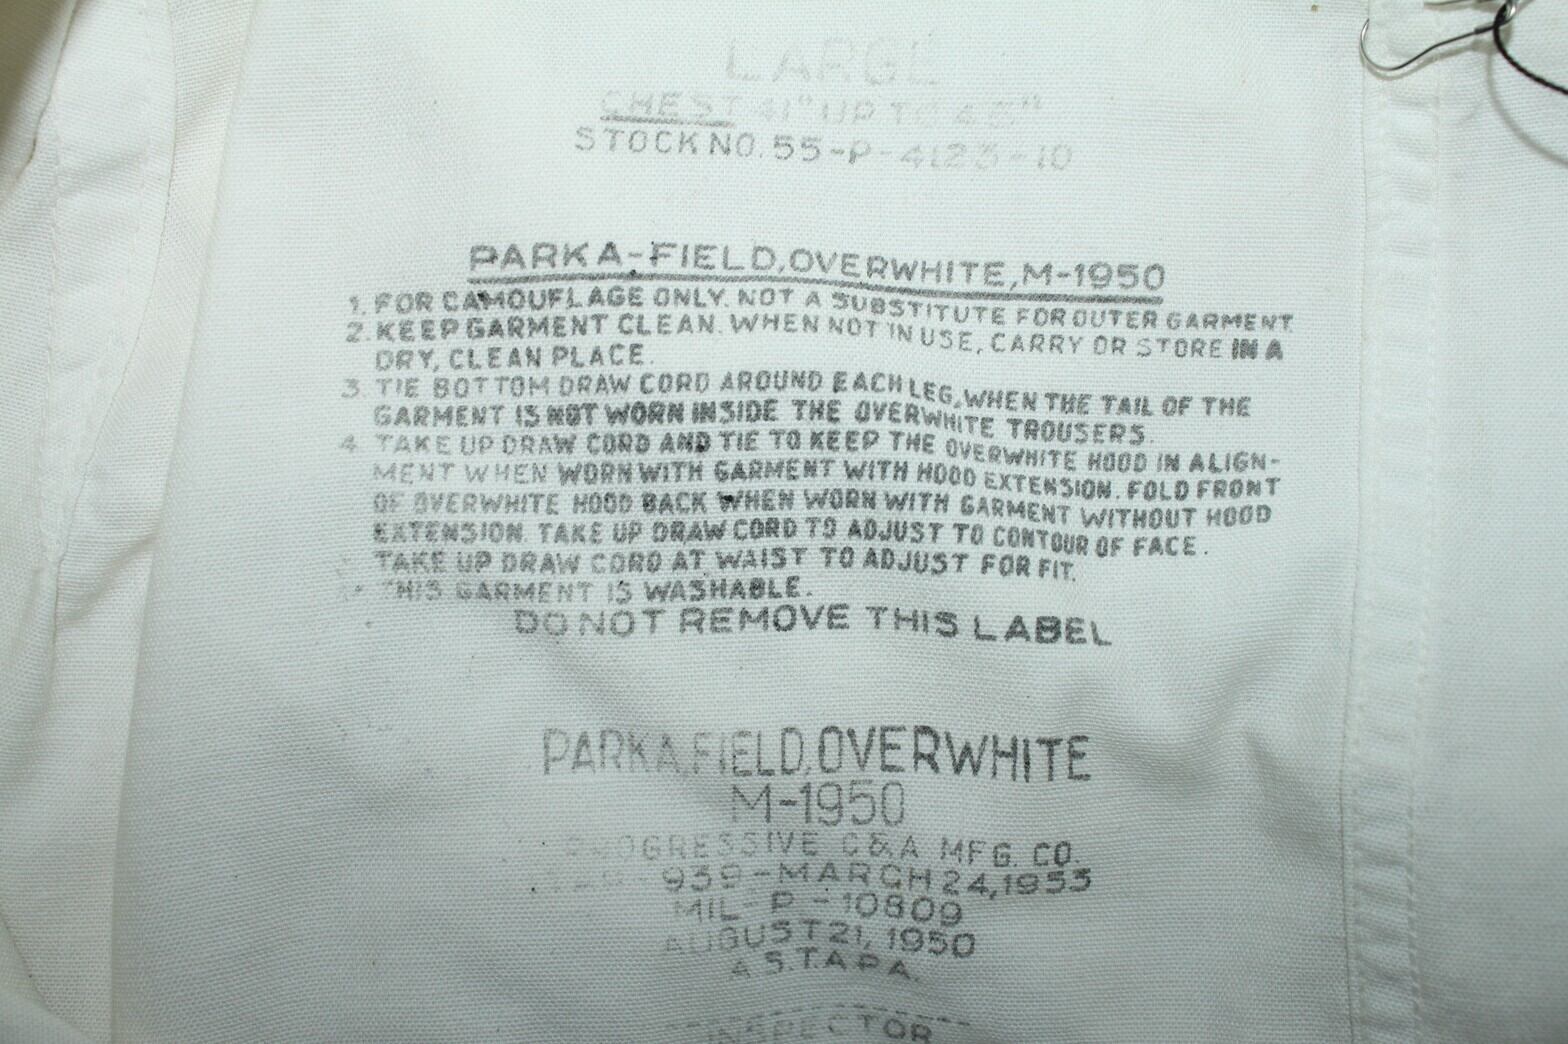 LARGE
CHEST 41" UP TO 45"
STOCK NO. 55-P-4123-10
PARKA-FIELD, OVERWHITE, M-1950
1. FOR CAMOUFLAGE ONLY. NOT A SUBSTITUTE FOR OUTER GARMENT.
2. KEEP GARMENT CLEAN. WHEN NOT IN USE, CARRY OR STORE IN A
DRY, CLEAN PLACE.
3. TIE BOTTOM DRAW CORD AROUND EACH LEG, WHEN THE TAIL OF THE
GARMENT IS NOT WORN INSIDE THE OVERWHITE TROUSERS.
4. TAKE UP DRAW CORD AND TIE TO KEEP THE OVERWHITE HOOD IN ALIGN-
MENT WHEN WORN WITH GARMENT WITH HOOD EXTENSION. FOLD FRONT
OF OVERWHITE HOOD BACK WHEN WORN WITH GARMENT WITHOUT HOOD
EXTENSION. TAKE UP DRAW CORD TO ADJUST TO CONTOUR OF FACE.
TAKE UP DRAW CORD AT WAIST TO ADJUST FOR FIT.
THIS GARMENT IS WASHABLE.
DO NOT REMOVE THIS LABEL
PARKA, FIELD, OVERWHITE
M-1950
PROGRESSIVE C & A MFG. CO.
939-MARCH 24, 1953
MIL-P-10809
AUGUST 21, 1950
A.S.T.A.P.A.
INSPECTOR